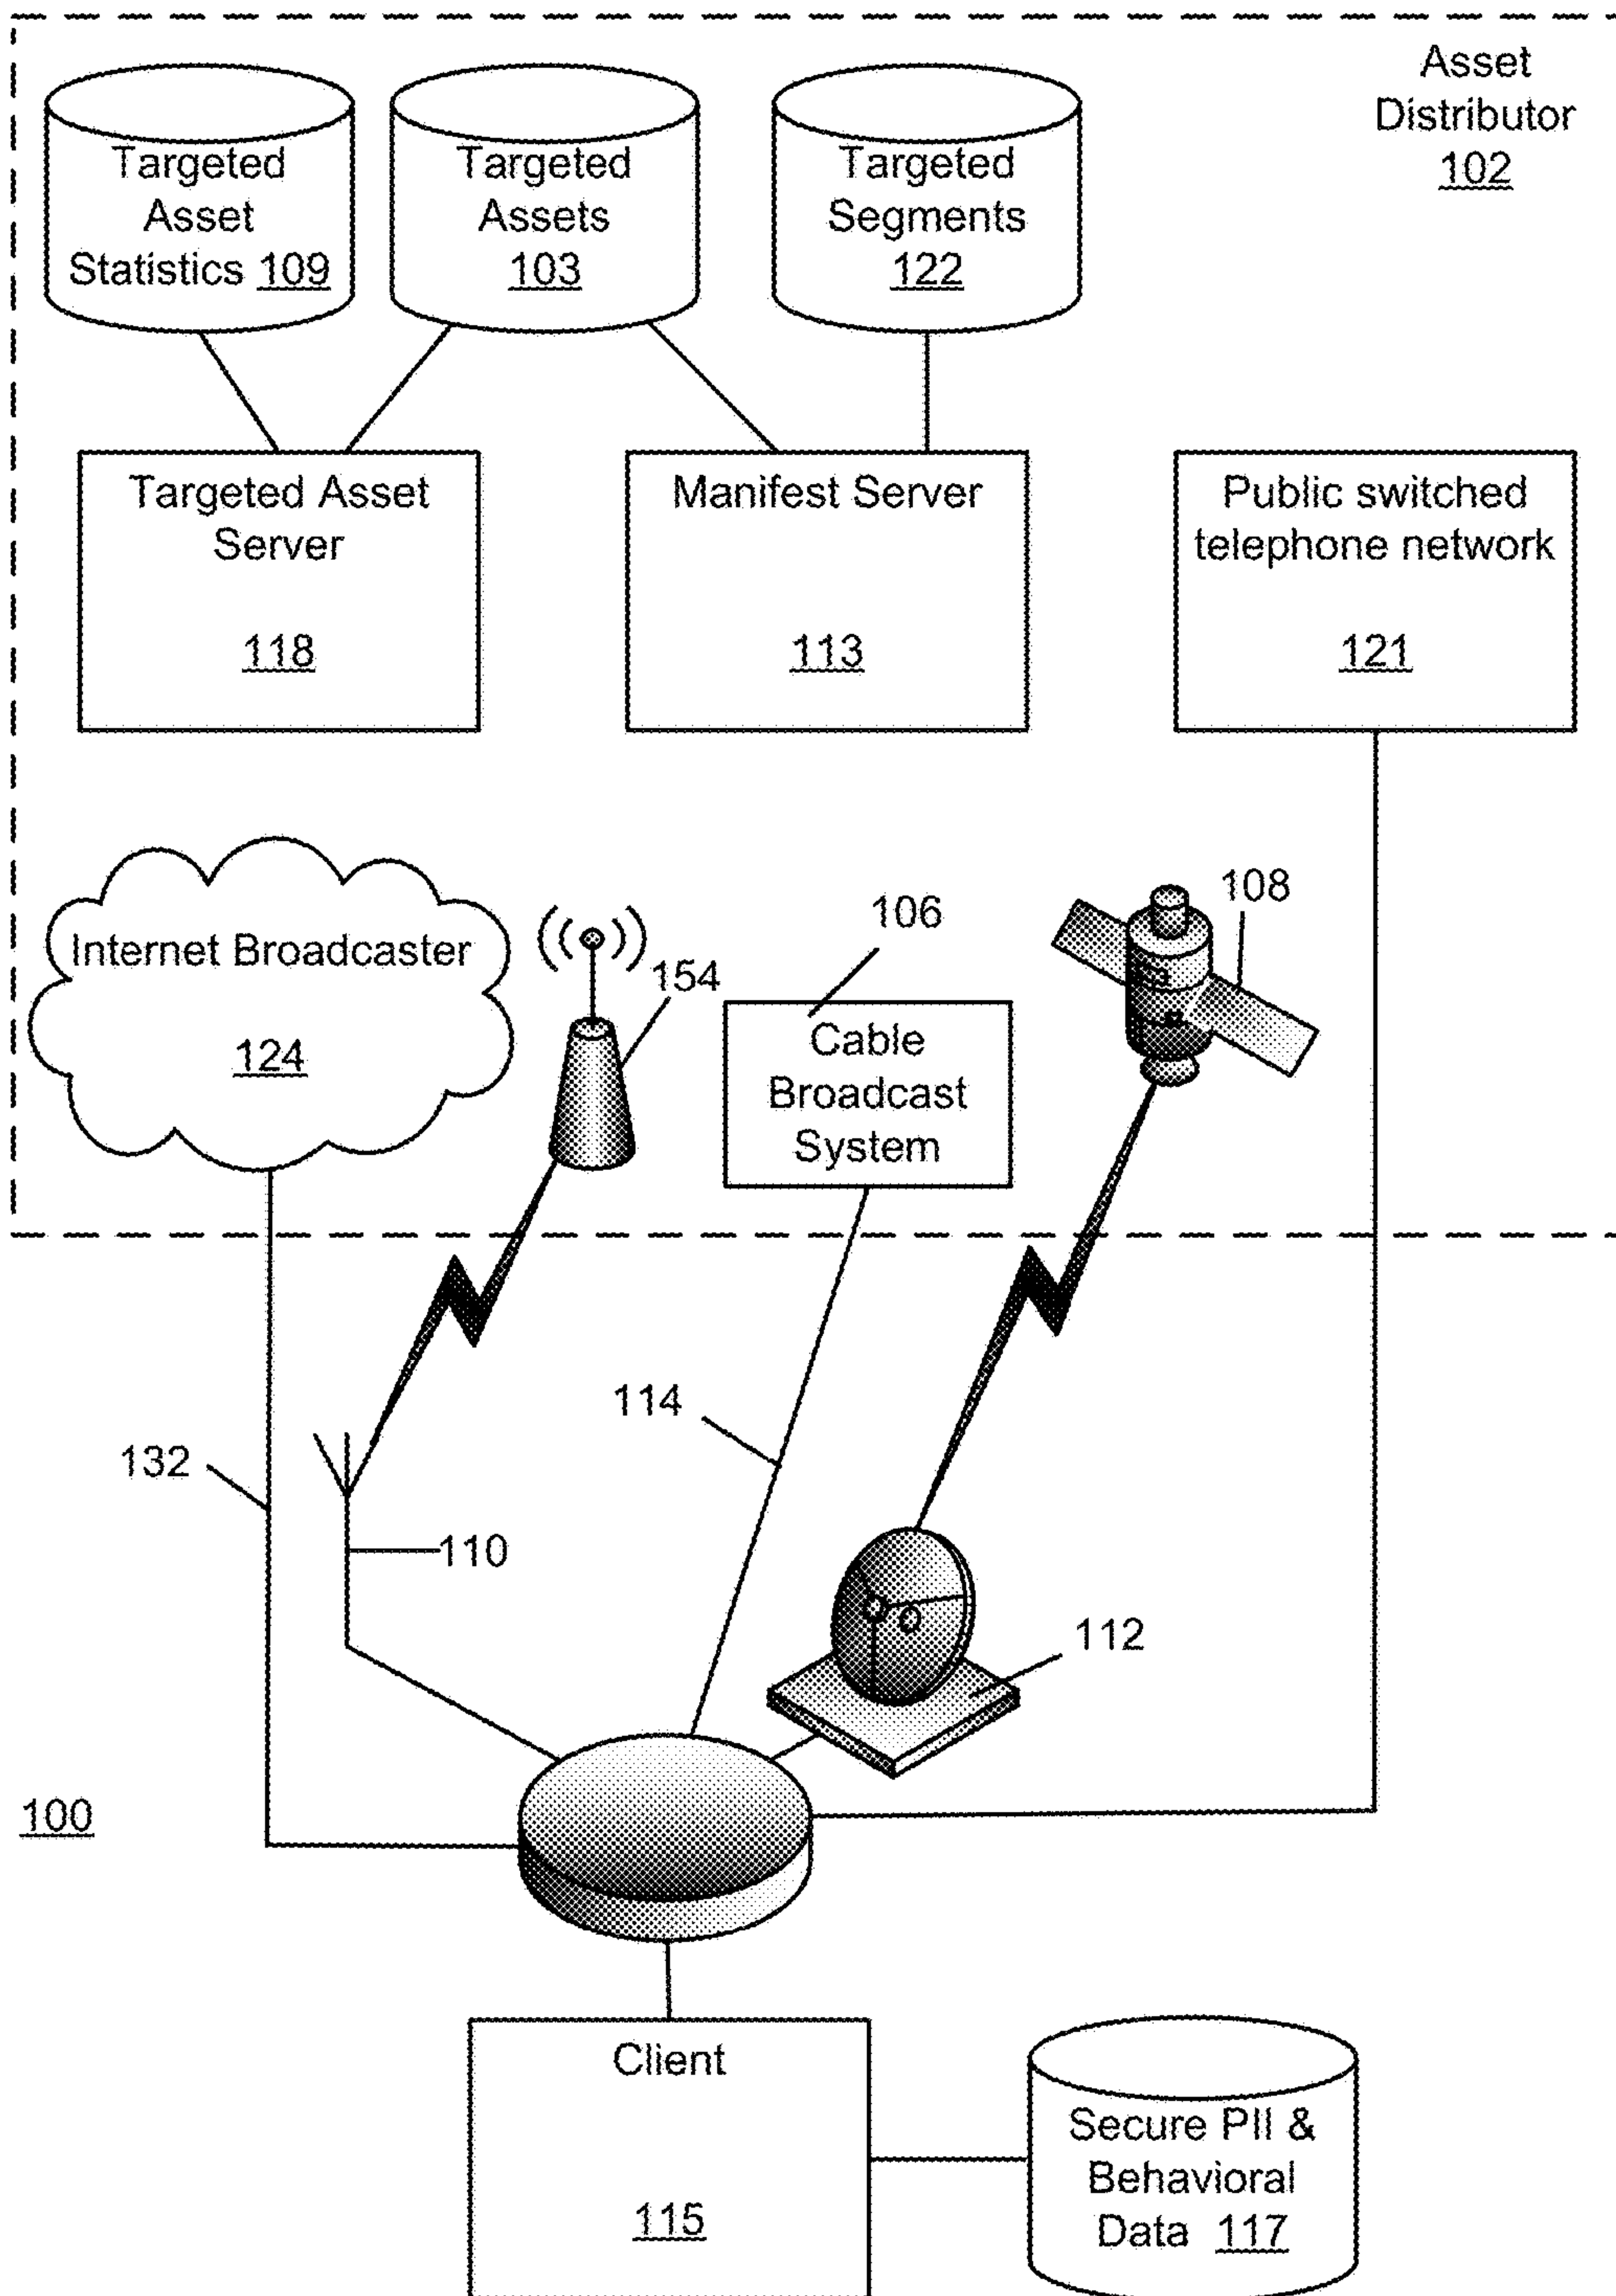 Asset
Distributor
102
Targeted
Asset
Statistics 109
Targeted
Assets
103
Targeted
Segments
122
Targeted Asset
Server
118
Manifest Server
113
Public switched
telephone network
121
Internet Broadcaster
124
154
106
Cable
Broadcast
System
108
132
110
114
112
100
Client
115
Secure PII &
Behavioral
Data 117